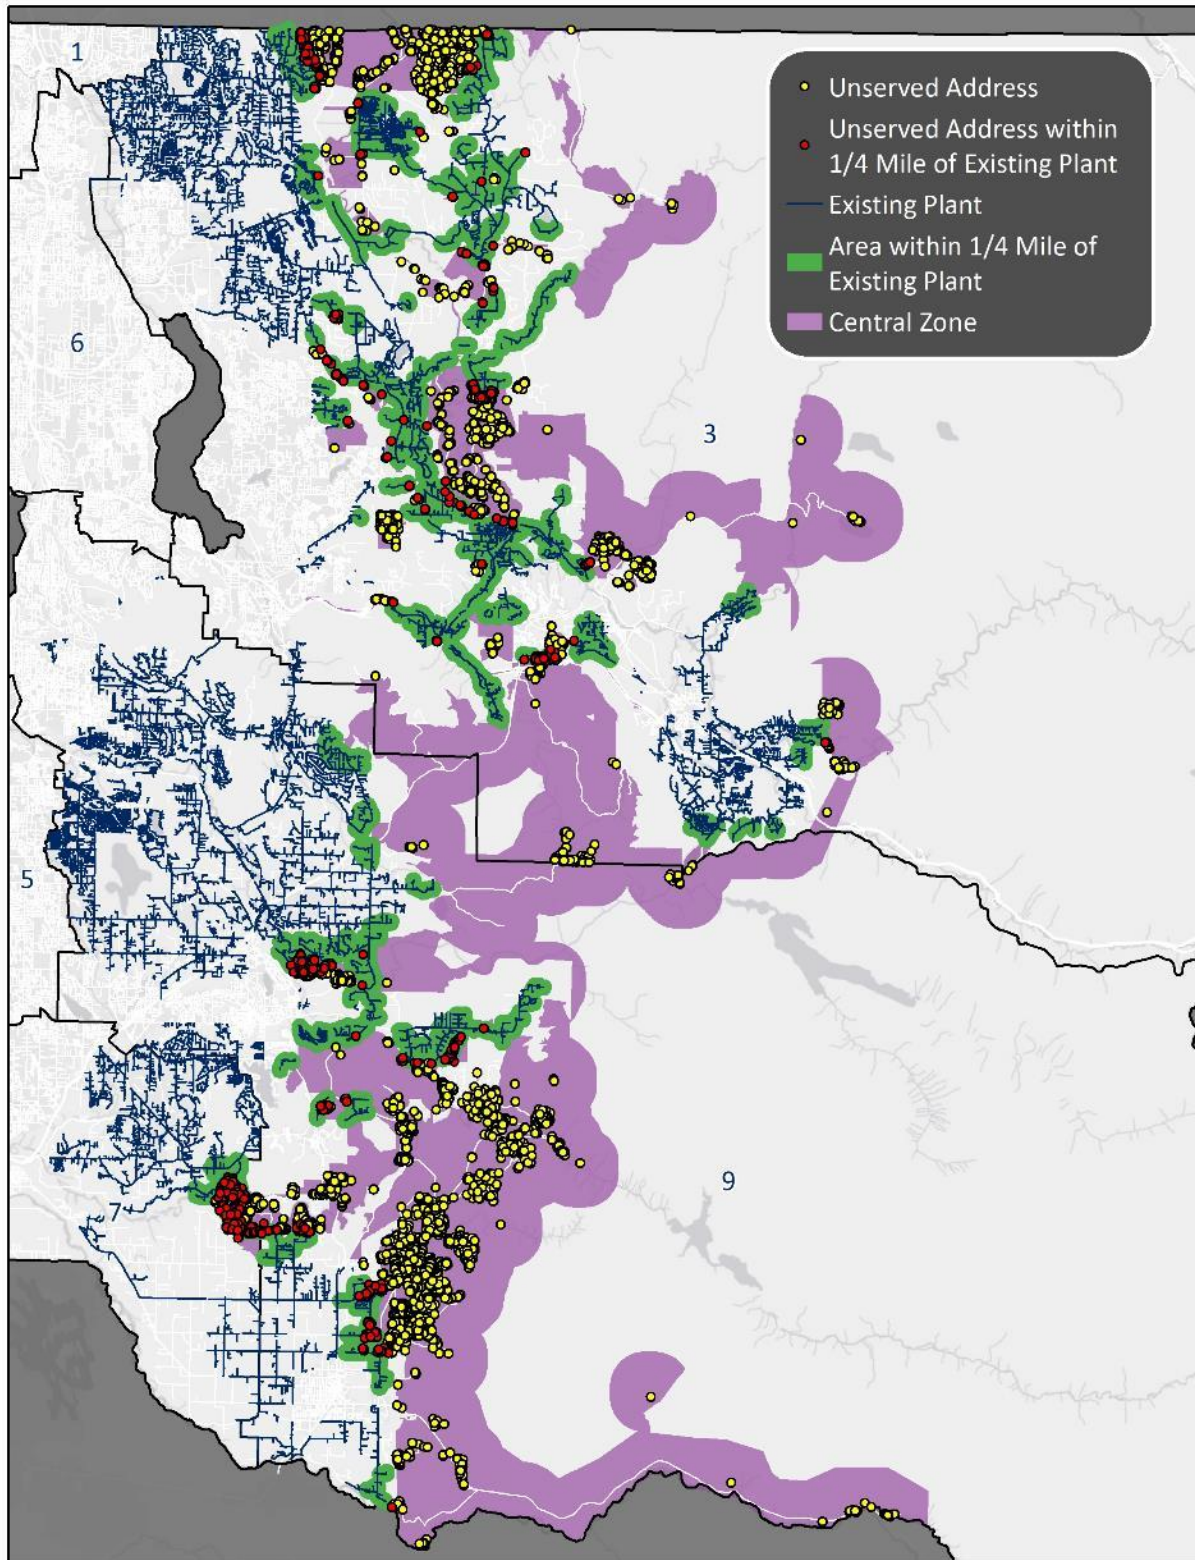 1
Unserved Address
Unserved Address within
1/4 Mile of Existing Plant
Existing Plant
Area within 1/4 Mile of
Existing Plant
Central Zone
6
3
5
9
7